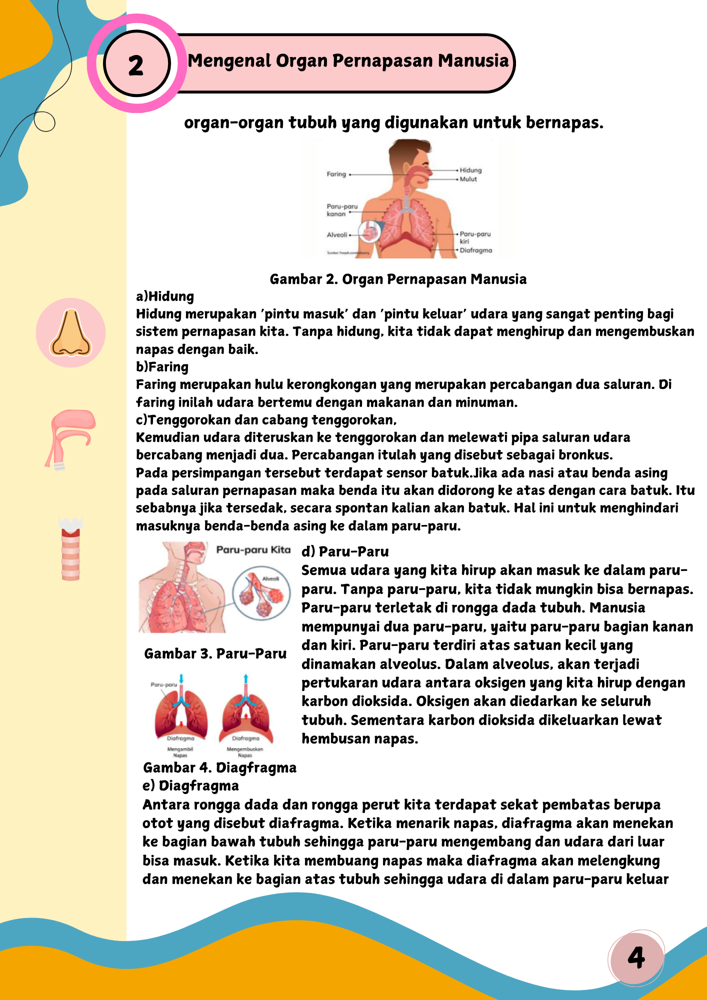 2
Mengenal Organ Pernapasan Manusia
organ-organ tubuh yang digunakan untuk bernapas.
Faring
Hidung
Mulut
Paru-paru
kanan
Alveoli
Paru-paru
kiri
Diafragma
Sumber: freepik.com/
Gambar 2. Organ Pernapasan Manusia
a)Hidung
Hidung merupakan 'pintu masuk' dan 'pintu keluar' udara yang sangat penting bagi
sistem pernapasan kita. Tanpa hidung, kita tidak dapat menghirup dan mengembuskan
napas dengan baik.
b)Faring
Faring merupakan hulu kerongkongan yang merupakan percabangan dua saluran. Di
faring inilah udara bertemu dengan makanan dan minuman.
c)Tenggorokan dan cabang tenggorokan,
Kemudian udara diteruskan ke tenggorokan dan melewati pipa saluran udara
bercabang menjadi dua. Percabangan itulah yang disebut sebagai bronkus.
Pada persimpangan tersebut terdapat sensor batuk.Jika ada nasi atau benda asing
pada saluran pernapasan maka benda itu akan didorong ke atas dengan cara batuk. Itu
sebabnya jika tersedak, secara spontan kalian akan batuk. Hal ini untuk menghindari
masuknya benda-benda asing ke dalam paru-paru.
Paru-paru Kita
Alveoli
Gambar 3. Paru-Paru
Paru-paru
Diafragma
Diafragma
Mengambil
Napas
Mengembuskan
Napas
Gambar 4. Diagfragma
d) Paru-Paru
Semua udara yang kita hirup akan masuk ke dalam paru-
paru. Tanpa paru-paru, kita tidak mungkin bisa bernapas.
Paru-paru terletak di rongga dada tubuh. Manusia
mempunyai dua paru-paru, yaitu paru-paru bagian kanan
dan kiri. Paru-paru terdiri atas satuan kecil yang
dinamakan alveolus. Dalam alveolus, akan terjadi
pertukaran udara antara oksigen yang kita hirup dengan
karbon dioksida. Oksigen akan diedarkan ke seluruh
tubuh. Sementara karbon dioksida dikeluarkan lewat
hembusan napas.
e) Diagfragma
Antara rongga dada dan rongga perut kita terdapat sekat pembatas berupa
otot yang disebut diafragma. Ketika menarik napas, diafragma akan menekan
ke bagian bawah tubuh sehingga paru-paru mengembang dan udara dari luar
bisa masuk. Ketika kita membuang napas maka diafragma akan melengkung
dan menekan ke bagian atas tubuh sehingga udara di dalam paru-paru keluar
4